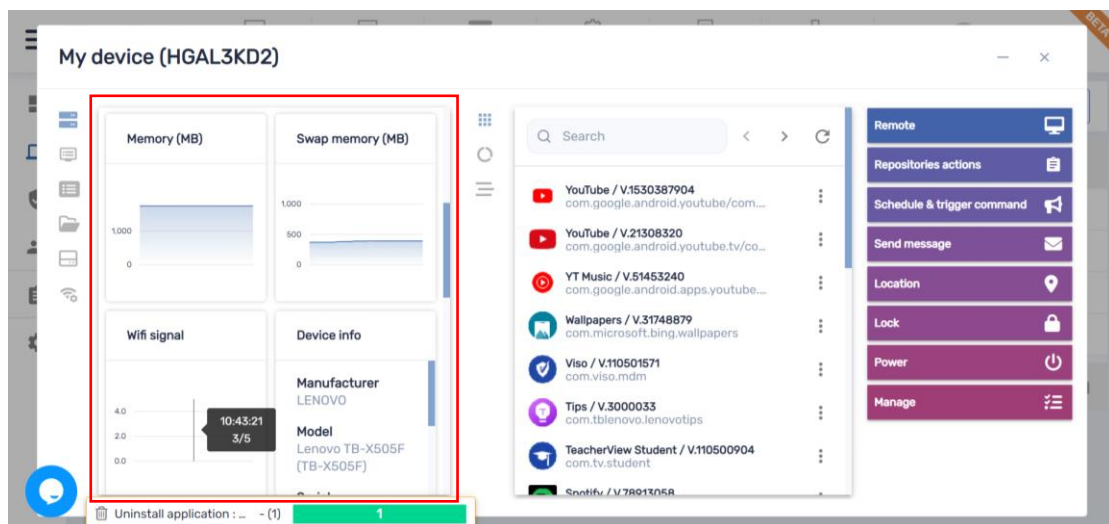 BETA
My device (HGAL3KD2)
Memory (MB)
1,000
0
Swap memory (MB)
1,000
500
0
Wifi signal
4.0
2.0
0.0
10:43:21
3/5
Device info
Manufacturer
LENOVO
Model
Lenovo TB-X505F
(TB-X505F)
Search
YouTube / V.1530387904
com.google.android.youtube/com...
YouTube / V.21308320
com.google.android.youtube.tv/co...
YT Music / V.51453240
com.google.android.apps.youtube...
Wallpapers / V.31748879
com.microsoft.bing.wallpapers
Viso / V.110501571
com.viso.mdm
Tips / V.3000033
com.tblenovo.lenovotips
TeacherView Student / V.110500904
com.tv.student
Spotify / V.78913058
Remote
Repositories actions
Schedule & trigger command
Send message
Location
Lock
Power
Manage
Uninstall application : ... - (1)
1